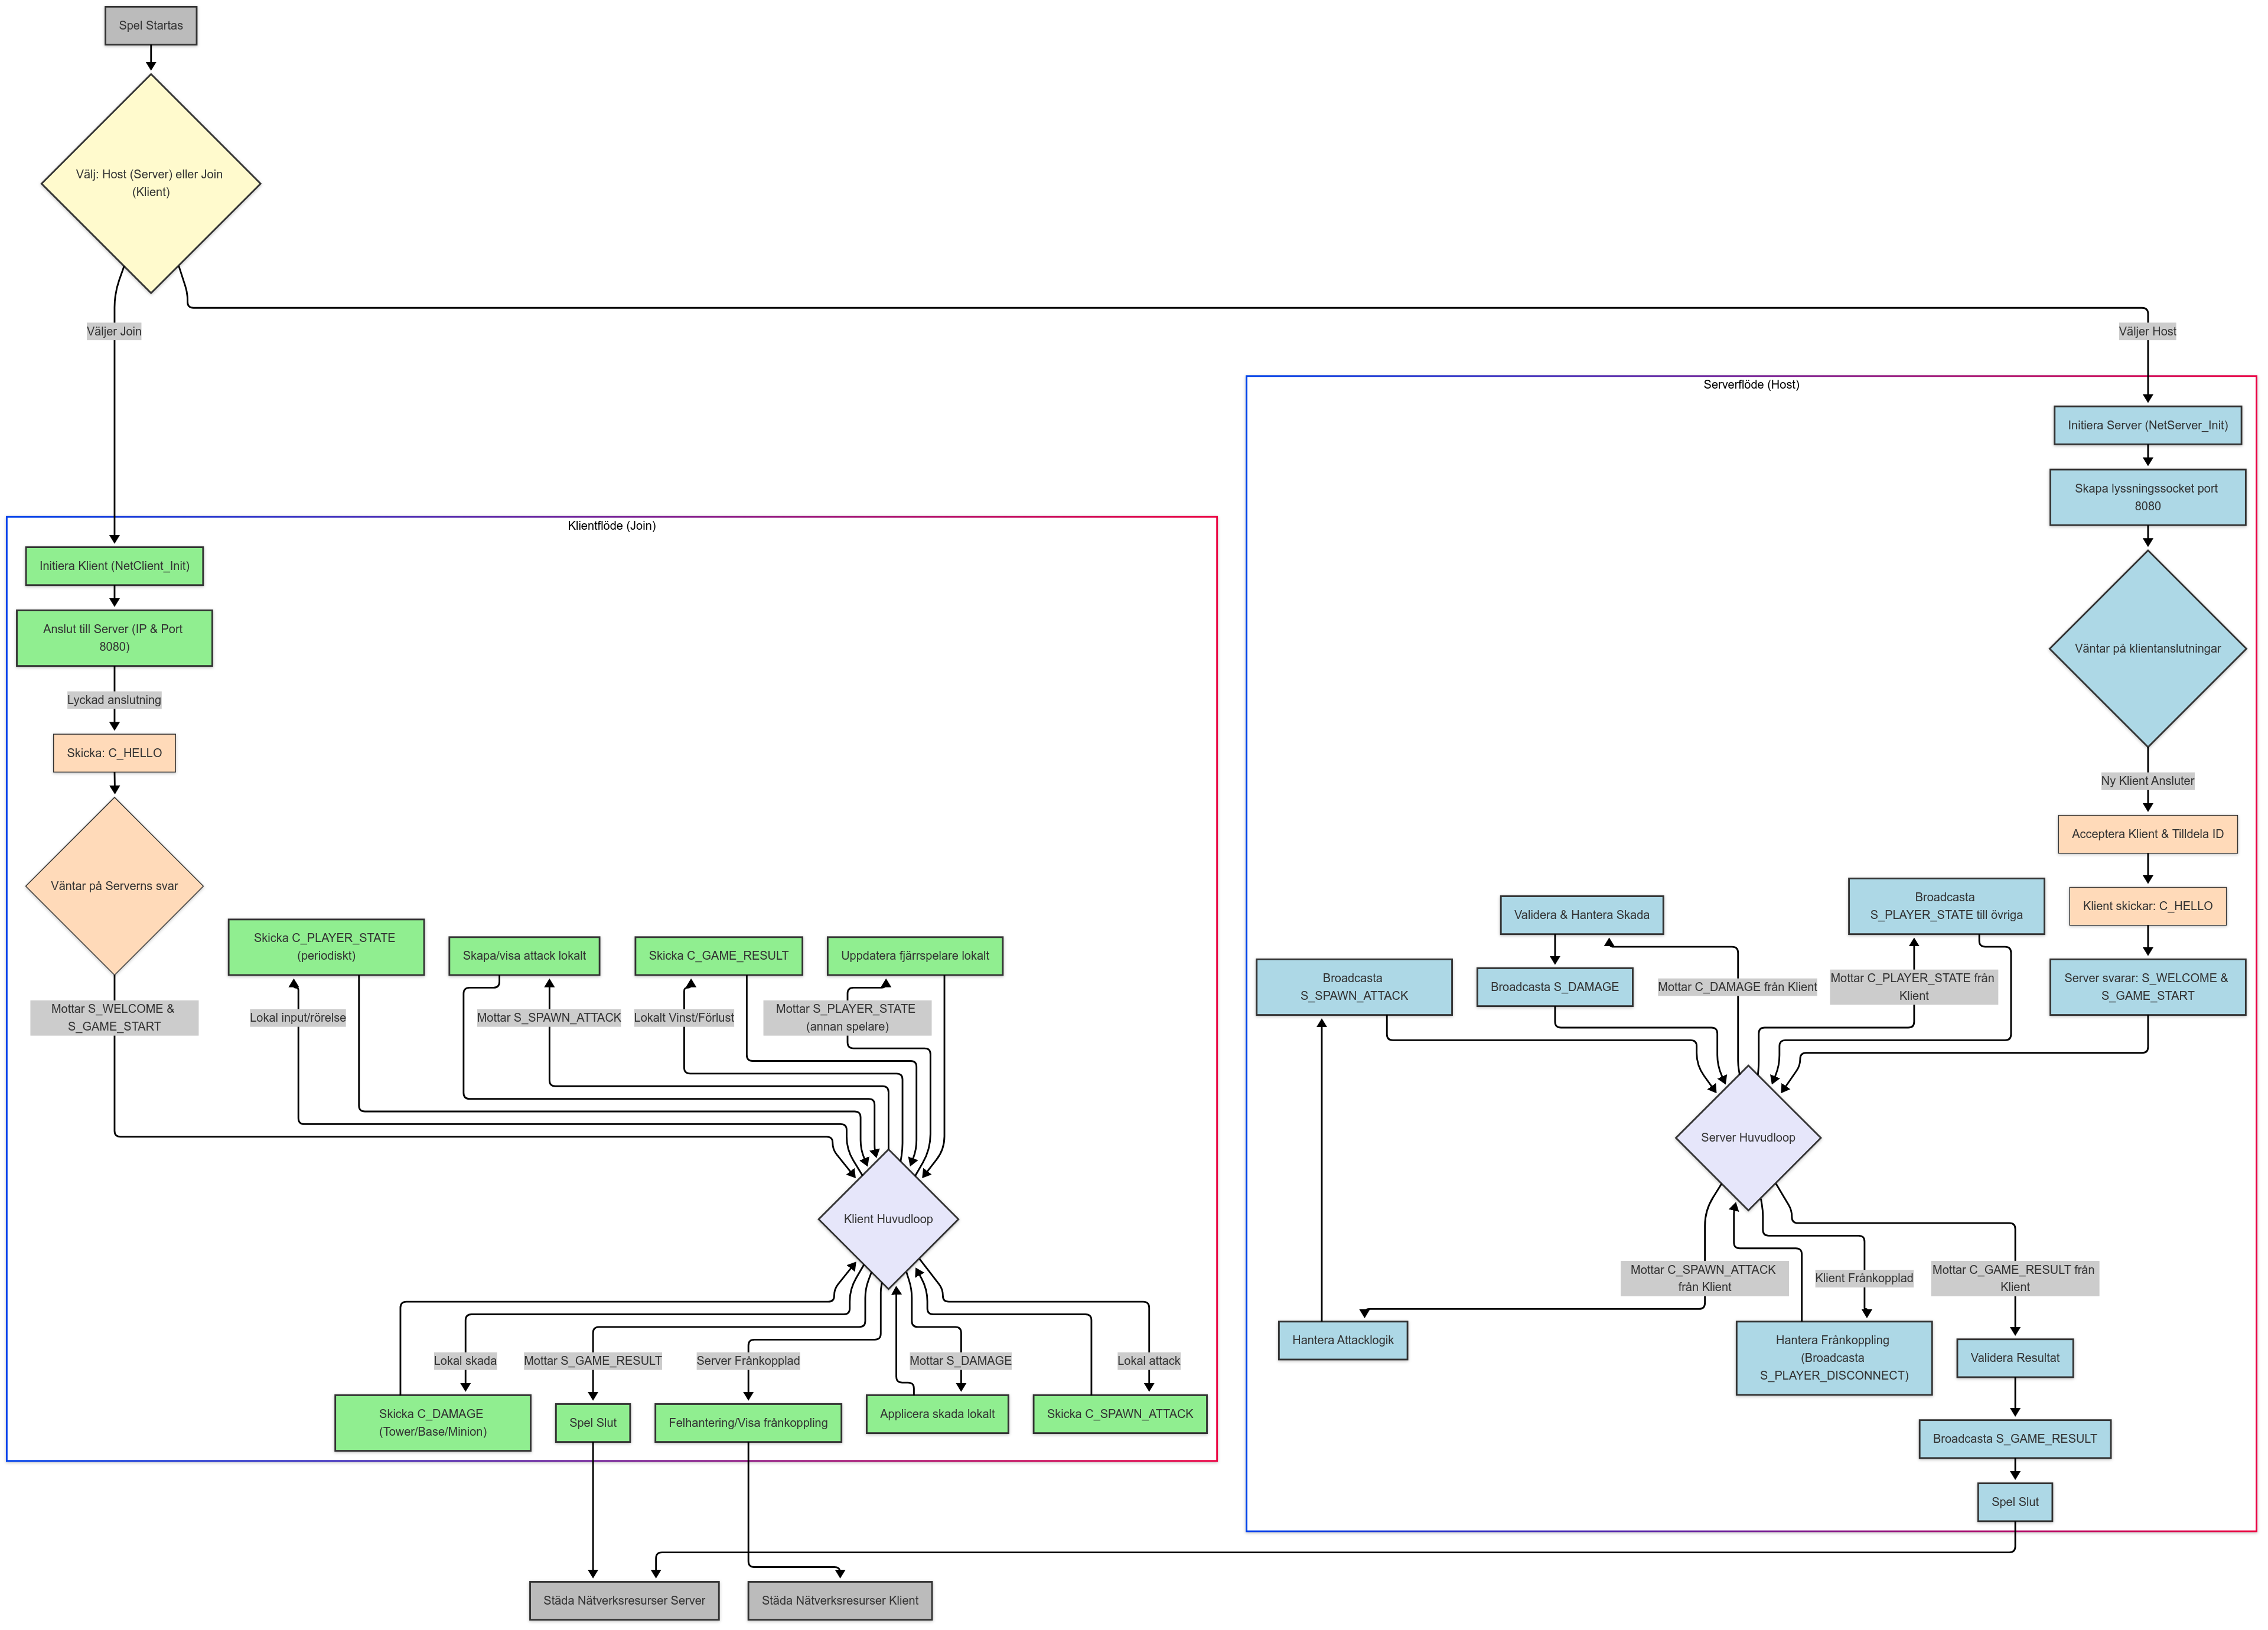 Spel Startas
Välj: Host (Server) eller Join
(Klient)
Väljer Join
Väljer Host
Serverflöde (Host)
Initiera Server (NetServer_Init)
Skapa lyssningssocket port
8080
Väntar på klientanslutningar
Ny Klient Ansluter
Acceptera Klient & Tilldela ID
Klient skickar: C_HELLO
Server svarar: S_WELCOME &
S_GAME_START
Broadcasta
S_PLAYER_STATE till övriga
Mottar C_PLAYER_STATE från
Klient
Validera & Hantera Skada
Broadcasta S_DAMAGE
Mottar C_DAMAGE från Klient
Broadcasta
S_SPAWN_ATTACK
Server Huvudloop
Mottar C_SPAWN_ATTACK
från Klient
Klient Frånkopplad
Mottar C_GAME_RESULT från
Klient
Hantera Attacklogik
Hantera Frånkoppling
(Broadcasta
S_PLAYER_DISCONNECT)
Validera Resultat
Broadcasta S_GAME_RESULT
Spel Slut
Klientflöde (Join)
Initiera Klient (NetClient_Init)
Anslut till Server (IP & Port
8080)
Lyckad anslutning
Skicka: C_HELLO
Väntar på Serverns svar
Mottar S_WELCOME &
S_GAME_START
Skicka C_PLAYER_STATE
(periodiskt)
Lokal input/rörelse
Skapa/visa attack lokalt
Mottar S_SPAWN_ATTACK
Skicka C_GAME_RESULT
Lokalt Vinst/Förlust
Uppdatera fjärrspelare lokalt
Mottar S_PLAYER_STATE
(annan spelare)
Klient Huvudloop
Lokal skada
Mottar S_GAME_RESULT
Server Frånkopplad
Mottar S_DAMAGE
Lokal attack
Skicka C_DAMAGE
(Tower/Base/Minion)
Spel Slut
Felhantering/Visa frånkoppling
Applicera skada lokalt
Skicka C_SPAWN_ATTACK
Städa Nätverksresurser Server
Städa Nätverksresurser Klient